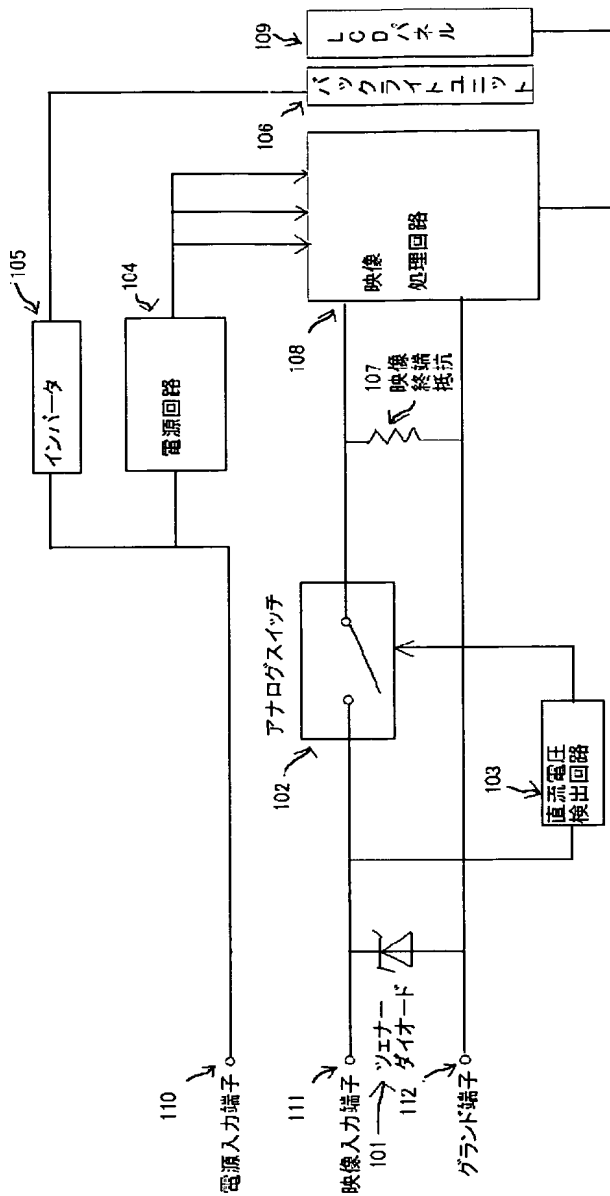 105
インバータ
104
電源回路
106
バックライトユニット
109
LCDパネル
映像
処理回路
108
107
映像
終端
抵抗
アナログスイッチ
102
103
直流電圧
検出回路
110
電源入力端子
111
映像入力端子
101
ツェナー
ダイオード
112
グランド端子